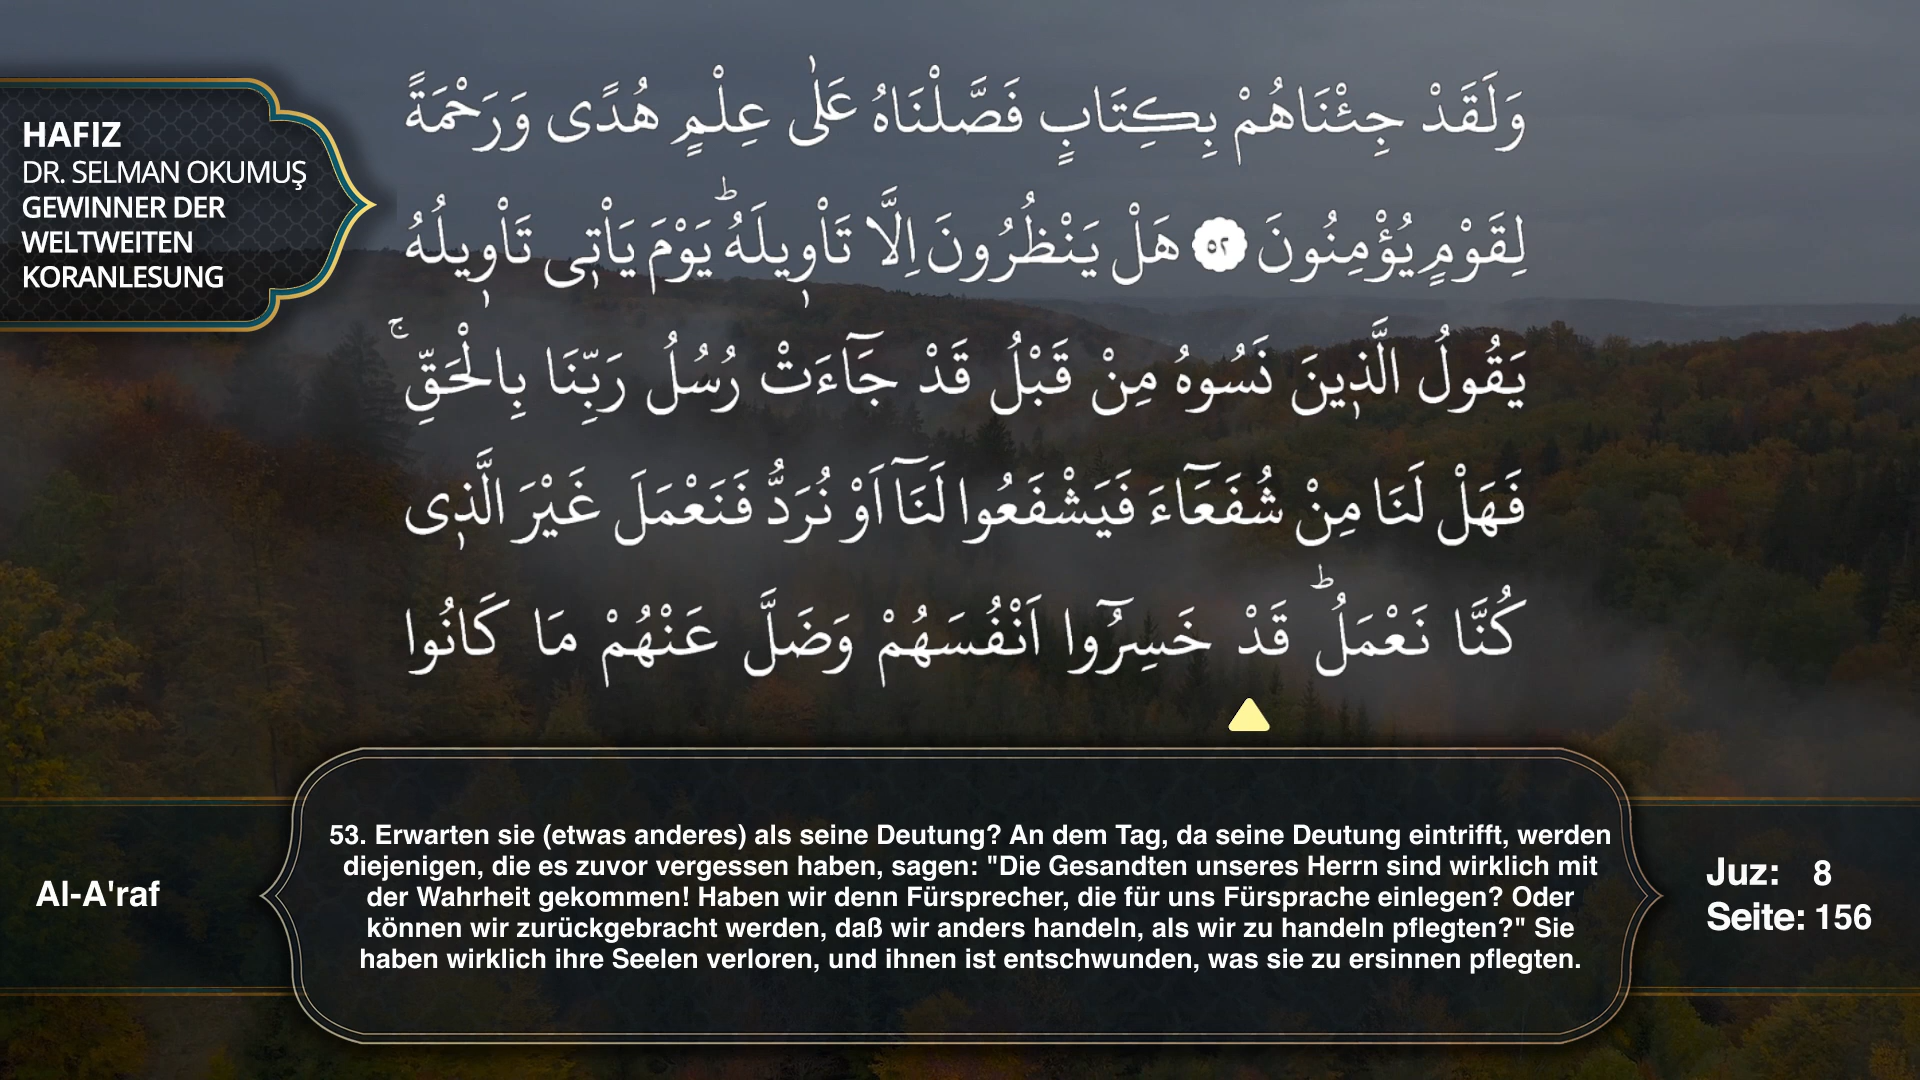 HAFIZ
DR. SELMAN OKUMUŞ
GEWINNER DER
WELTWEITEN
KORANLESUNG
وَلَقَدْ جِئْنَاهُمْ بِكِتَابٍ فَصَّلْنَاهُ عَلٰى عِلْمٍ هُدًى وَرَحْمَةً
لِقَوْمٍ يُؤْمِنُونَ ﴿٥٢﴾ هَلْ يَنْظُرُونَ اِلَّا تَاْو۪يلَهُۜ يَوْمَ يَاْت۪ى تَاْو۪يلُهُ
يَقُولُ الَّذ۪ينَ نَسُوهُ مِنْ قَبْلُ قَدْ جَٓاءَتْ رُسُلُ رَبِّنَا بِالْحَقِّۚ
فَهَلْ لَنَا مِنْ شُفَعَٓاءَ فَيَشْفَعُوا لَنَٓا اَوْ نُرَدُّ فَنَعْمَلَ غَيْرَ الَّذ۪ى
كُنَّا نَعْمَلُۜ قَدْ خَسِرُٓوا اَنْفُسَهُمْ وَضَلَّ عَنْهُمْ مَا كَانُوا
53. Erwarten sie (etwas anderes) als seine Deutung? An dem Tag, da seine Deutung eintrifft, werden
diejenigen, die es zuvor vergessen haben, sagen: "Die Gesandten unseres Herrn sind wirklich mit
der Wahrheit gekommen! Haben wir denn Fürsprecher, die für uns Fürsprache einlegen? Oder
können wir zurückgebracht werden, daß wir anders handeln, als wir zu handeln pflegten?" Sie
haben wirklich ihre Seelen verloren, und ihnen ist entschwunden, was sie zu ersinnen pflegten.
Al-A'raf
Juz: 8
Seite: 156